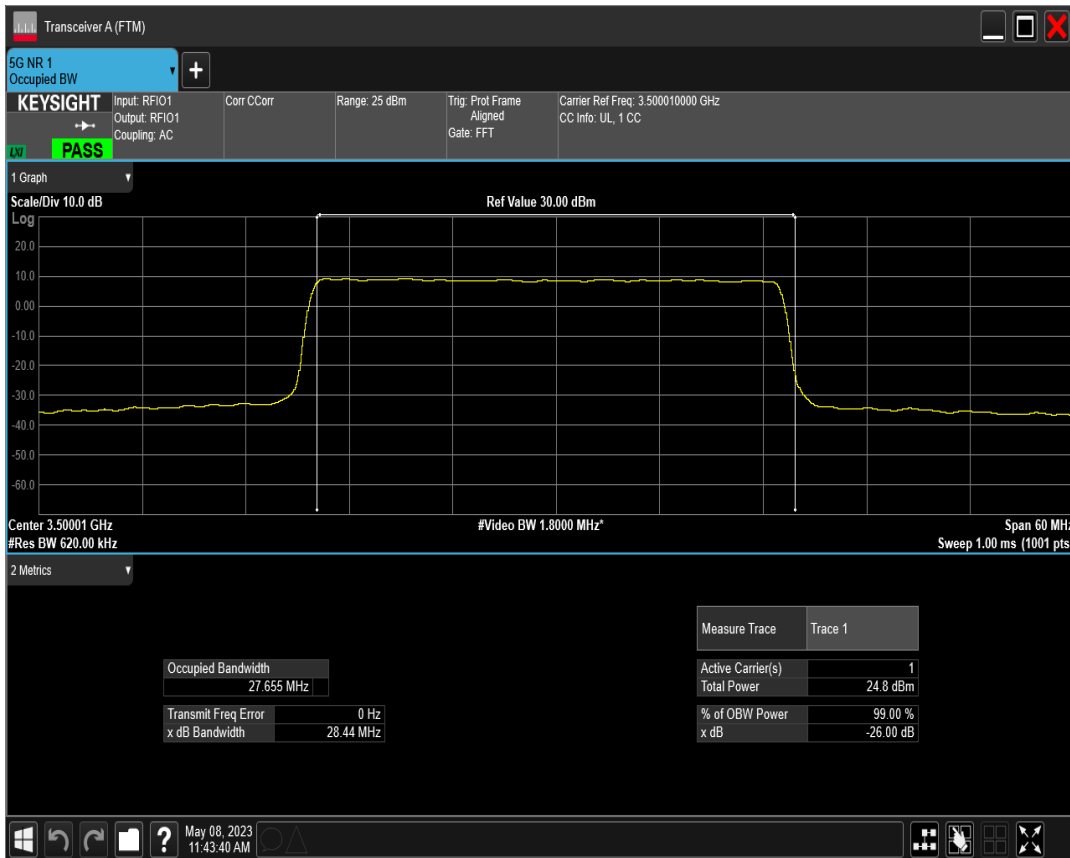 Transceiver A (FTM)
5G NR 1
Occupied BW
+
KEYSIGHT
LXI
PASS
Input: RFIO1
Output: RFIO1
Coupling: AC
Corr CCorr
Range: 25 dBm
Trig: Prot Frame
Aligned
Gate: FFT
Carrier Ref Freq: 3.500010000 GHz
CC Info: UL, 1 CC
1 Graph
Scale/Div 10.0 dB
Ref Value 30.00 dBm
Log
20.0
10.0
0.00
-10.0
-20.0
-30.0
-40.0
-50.0
-60.0
Center 3.50001 GHz
#Video BW 1.8000 MHz*
Span 60 MHz
#Res BW 620.00 kHz
Sweep 1.00 ms (1001 pts
2 Metrics
Measure Trace Trace 1
Occupied Bandwidth
27.655 MHz
Active Carrier(s) 1
Total Power 24.8 dBm
Transmit Freq Error 0 Hz
x dB Bandwidth 28.44 MHz
% of OBW Power 99.00 %
x dB -26.00 dB
?
May 08, 2023
11:43:40 AM